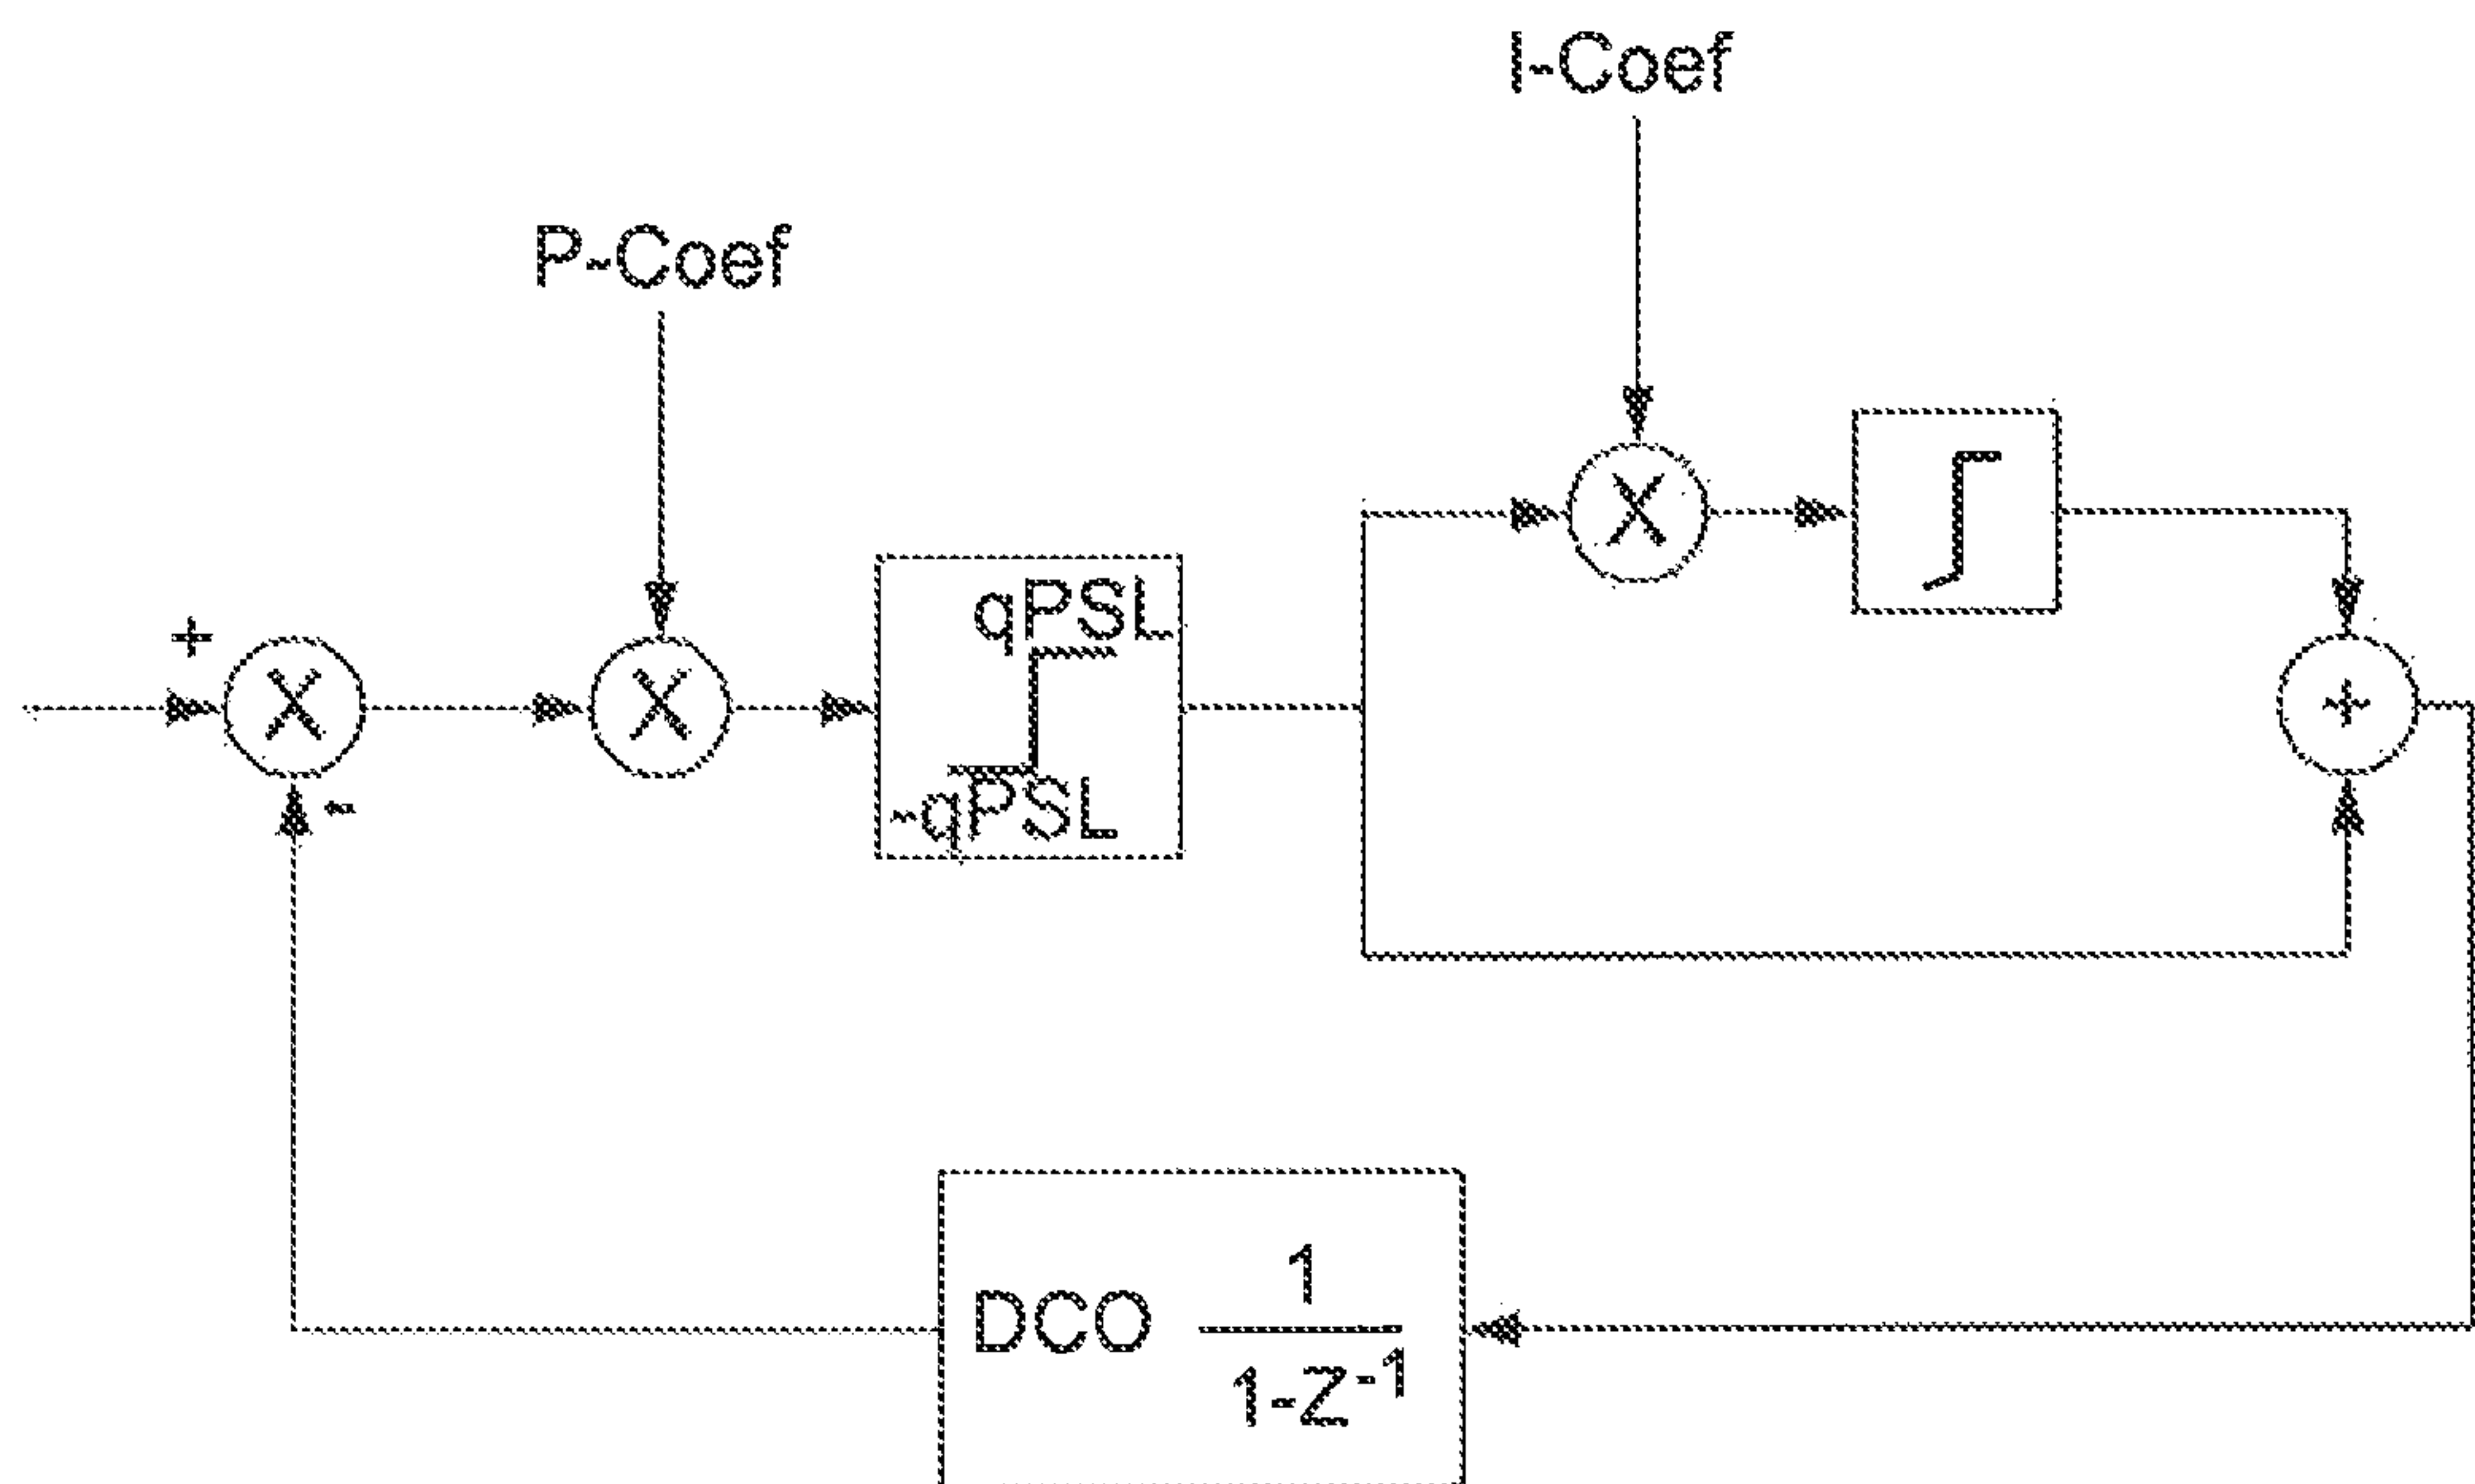 I-Coef
P-Coef
+
X
X
X
+
-
qPSL
-qPSL
DCO 1
1-Z⁻¹